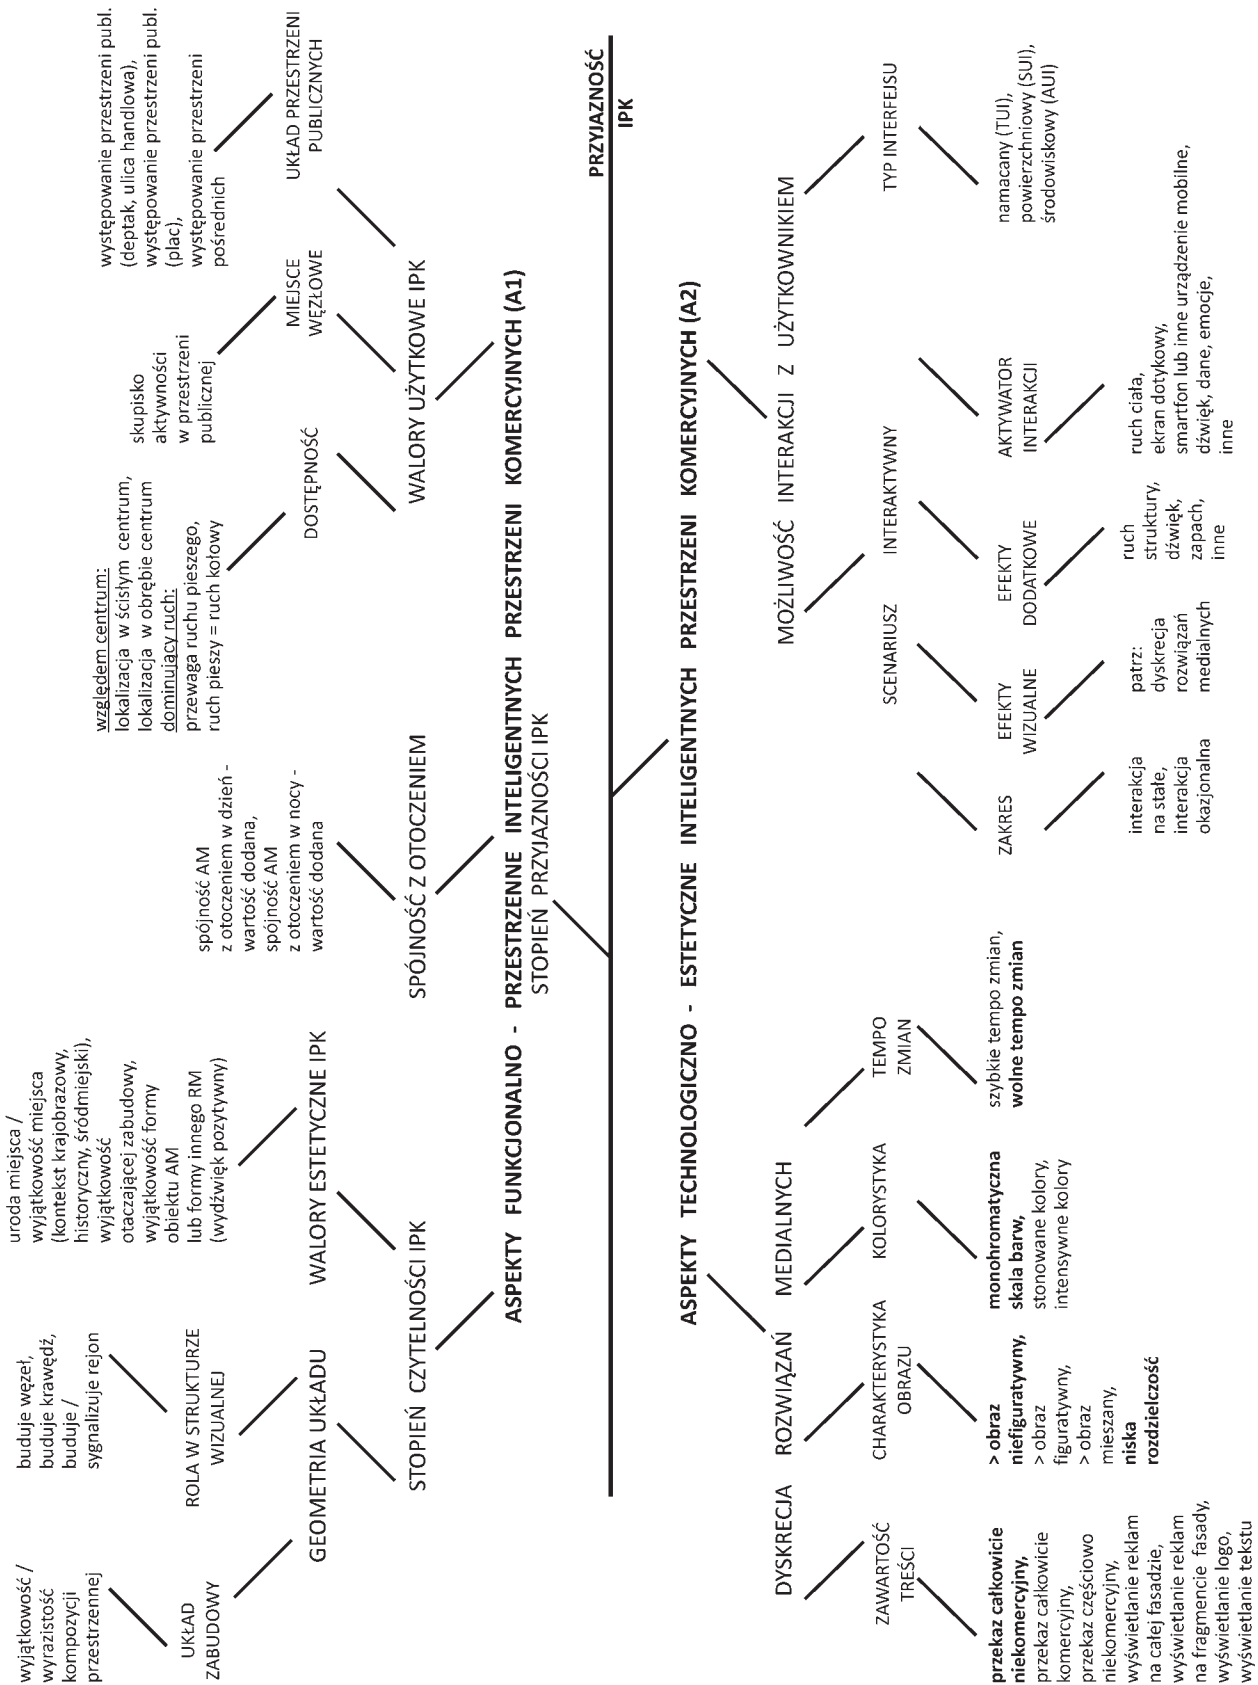 wyjątkowość /
wyrazistość
kompozycji
przestrzennej
buduje węzeł,
buduje krawędź,
buduje /
sygnalizuje rejon
uroda miejsca /
wyjątkowość miejsca
(kontekst krajobrazowy,
historyczny, śródmiejski),
wyjątkowość
otaczającej zabudowy,
wyjątkowość formy
obiektu AM
lub formy innego RM
(wydźwięk pozytywny)
spójność AM
z otoczeniem w dzień -
wartość dodana,
spójność AM
z otoczeniem w nocy -
wartość dodana
względem centrum:
lokalizacja w ścisłym centrum,
lokalizacja w obrębie centrum
dominujący ruch:
przewaga ruchu pieszego,
ruch pieszy = ruch kołowy
skupisko
aktywności
w przestrzeni
publicznej
występowanie przestrzeni publ.
(deptak, ulica handlowa),
występowanie przestrzeni publ.
(plac),
występowanie przestrzeni
pośrednich
UKŁAD
ZABUDOWY
ROLA W STRUKTURZE
WIZUALNEJ
GEOMETRIA UKŁADU
WALORY ESTETYCZNE IPK
DOSTĘPNOŚĆ
MIEJSCE
WĘZŁOWE
UKŁAD PRZESTRZENI
PUBLICZNYCH
STOPIEŃ CZYTELNOŚCI IPK
SPÓJNOŚĆ Z OTOCZENIEM
WALORY UŻYTKOWE IPK
ASPEKTY FUNKCJONALNO - PRZESTRZENNE INTELIGENTNYCH PRZESTRZENI KOMERCYJNYCH (A1)
STOPIEŃ PRZYJAZNOŚCI IPK
PRZYJAZNOŚĆ
IPK
ASPEKTY TECHNOLOGICZNO - ESTETYCZNE INTELIGENTNYCH PRZESTRZENI KOMERCYJNYCH (A2)
DYSKRECJA ROZWIĄZAŃ MEDIALNYCH
MOŻLIWOŚĆ INTERAKCJI Z UŻYTKOWNIKIEM
ZAWARTOŚĆ
TREŚCI
CHARAKTERYSTYKA
OBRAZU
KOLORYSTYKA
TEMPO
ZMIAN
SCENARIUSZ INTERAKTYWNY
TYP INTERFEJSU
przekaz całkowicie
niekomercyjny,
przekaz całkowicie
komercyjny,
przekaz częściowo
niekomercyjny,
wyświetlanie reklam
na całej fasadzie,
wyświetlanie reklam
na fragmencie fasady,
wyświetlanie logo,
wyświetlanie tekstu
> obraz
niefiguratywny,
> obraz
figuratywny,
> obraz
mieszany,
niska
rozdzielczość
monohromatyczna
skala barw,
stonowane kolory,
intensywne kolory
szybkie tempo zmian,
wolne tempo zmian
ZAKRES
EFEKTY
WIZUALNE
EFEKTY
DODATKOWE
AKTYWATOR
INTERAKCJI
namacany (TUI),
powierzchniowy (SUI),
środowiskowy (AUI)
interakcja
na stałe,
interakcja
okazjonalna
patrz:
dyskrecja
rozwiązań
medialnych
ruch
struktury,
dźwięk,
zapach,
inne
ruch ciała,
ekran dotykowy,
smartfon lub inne urządzenie mobilne,
dźwięk, dane, emocje,
inne